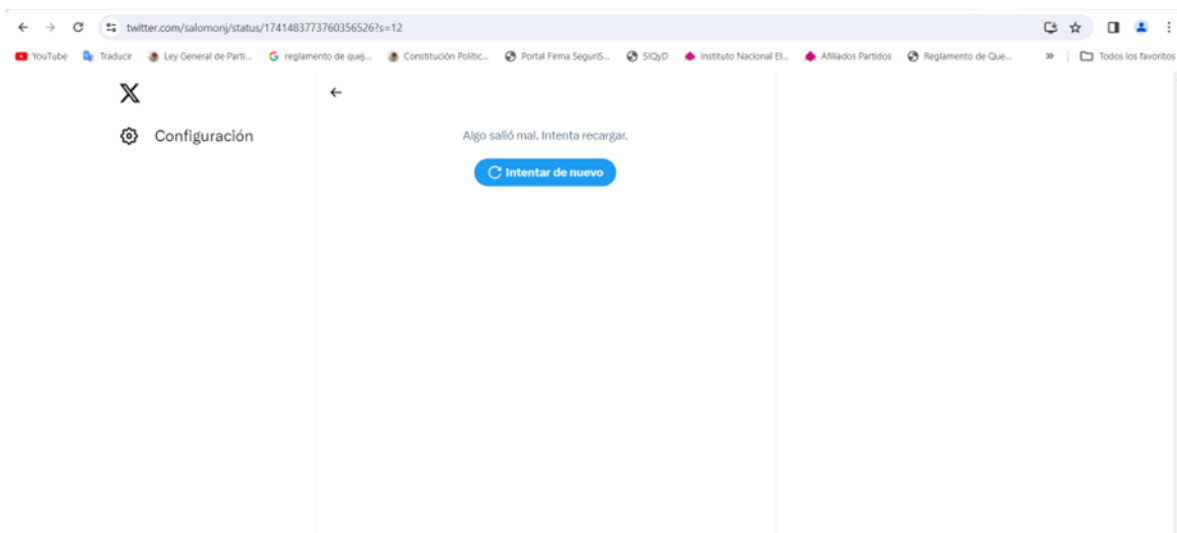 twitter.com/salomonj/status/1741483773760356526?s=12
YouTube Traducir Ley General de Parti... reglamento de quej... Constitución Polític... Portal Firma SeguriS... SIQyD Instituto Nacional El... Afiliados Partidos Reglamento de Que... » Todos los favoritos
X
Configuración
Algo salió mal. Intenta recargar.
Intentar de nuevo